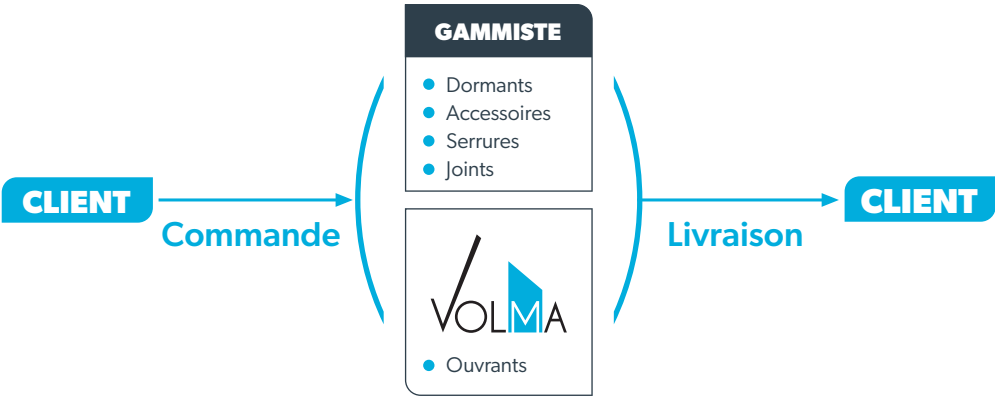 CLIENT
Commande
GAMMISTE
Dormants
Accessoires
Serrures
Joints
VOLMA
Ouvrants
Livraison
CLIENT